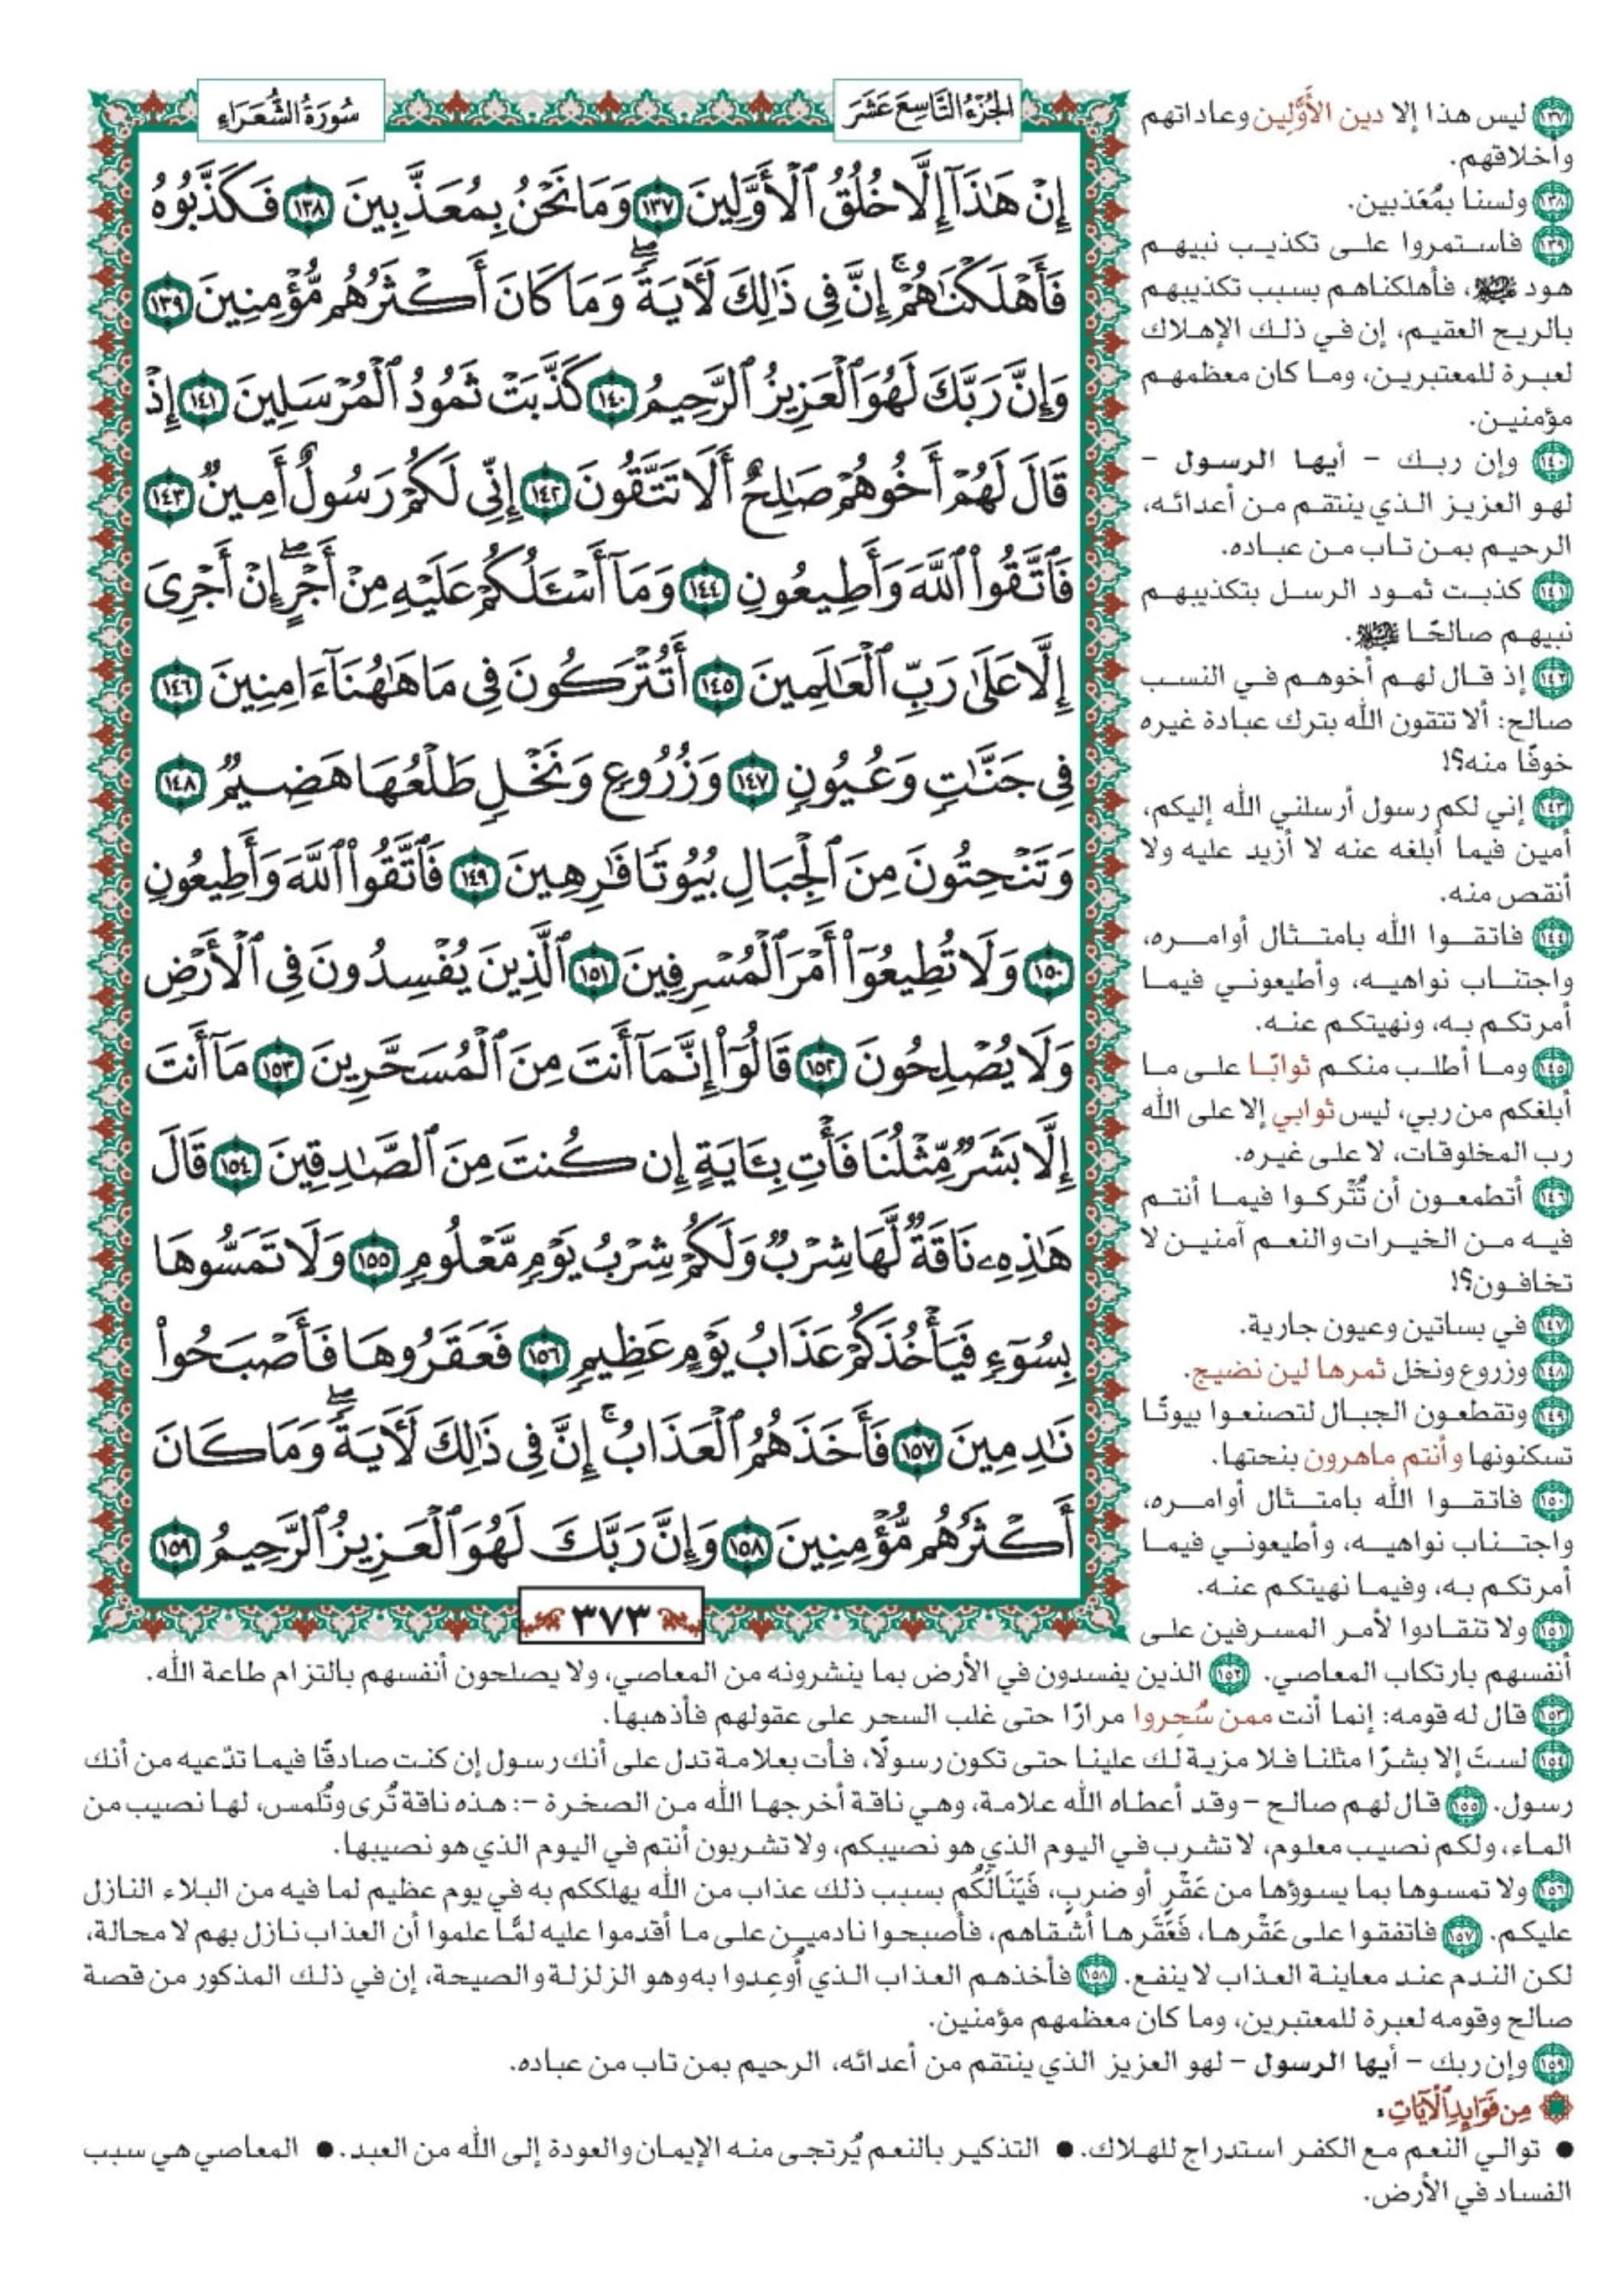 سُورَةُ الشُّعَرَاءِ
الجُزْءُ التَّاسِعَ عَشَرَ
إِنْ هَٰذَآ إِلَّا خُلُقُ ٱلْأَوَّلِينَ ١٣٧ وَمَا نَحْنُ بِمُعَذَّبِينَ ١٣٨ فَكَذَّبُوهُ
فَأَهْلَكْنَٰهُمْۚ إِنَّ فِى ذَٰلِكَ لَأٓيَةًۖ وَمَا كَانَ أَكْثَرُهُم مُّؤْمِنِينَ ١٣٩
وَإِنَّ رَبَّكَ لَهُوَ ٱلْعَزِيزُ ٱلرَّحِيمُ ١٤٠ كَذَّبَتْ ثَمُودُ ٱلْمُرْسَلِينَ ١٤١ إِذْ
قَالَ لَهُمْ أَخُوهُمْ صَٰلِحٌ أَلَا تَتَّقُونَ ١٤٢ إِنِّى لَكُمْ رَسُولٌ أَمِينٌ ١٤٣
فَٱتَّقُوا۟ ٱللَّهَ وَأَطِيعُونِ ١٤٤ وَمَآ أَسْـَٔلُكُمْ عَلَيْهِ مِنْ أَجْرٍۖ إِنْ أَجْرِىَ
إِلَّا عَلَىٰ رَبِّ ٱلْعَٰلَمِينَ ١٤٥ أَتُتْرَكُونَ فِى مَا هَٰهُنَآ ءَامِنِينَ ١٤٦
فِى جَنَّٰتٍ وَعُيُونٍ ١٤٧ وَزُرُوعٍ وَنَخْلٍ طَلْعُهَا هَضِيمٌ ١٤٨
وَتَنْحِتُونَ مِنَ ٱلْجِبَالِ بُيُوتًا فَٰرِهِينَ ١٤٩ فَٱتَّقُوا۟ ٱللَّهَ وَأَطِيعُونِ
١٥٠ وَلَا تُطِيعُوٓا۟ أَمْرَ ٱلْمُسْرِفِينَ ١٥١ ٱلَّذِينَ يُفْسِدُونَ فِى ٱلْأَرْضِ
وَلَا يُصْلِحُونَ ١٥٢ قَالُوٓا۟ إِنَّمَآ أَنتَ مِنَ ٱلْمُسَحَّرِينَ ١٥٣ مَآ أَنتَ
إِلَّا بَشَرٌ مِّثْلُنَا فَأْتِ بِـَٔايَةٍ إِن كُنتَ مِنَ ٱلصَّٰدِقِينَ ١٥٤ قَالَ
هَٰذِهِۦ نَاقَةٌ لَّهَا شِرْبٌ وَلَكُمْ شِرْبُ يَوْمٍ مَّعْلُومٍ ١٥٥ وَلَا تَمَسُّوهَا
بِسُوٓءٍ فَيَأْخُذَكُمْ عَذَابُ يَوْمٍ عَظِيمٍ ١٥٦ فَعَقَرُوهَا فَأَصْبَحُوا۟
نَٰدِمِينَ ١٥٧ فَأَخَذَهُمُ ٱلْعَذَابُۚ إِنَّ فِى ذَٰلِكَ لَأٓيَةًۖ وَمَا كَانَ
أَكْثَرُهُم مُّؤْمِنِينَ ١٥٨ وَإِنَّ رَبَّكَ لَهُوَ ٱلْعَزِيزُ ٱلرَّحِيمُ ١٥٩
٣٧٣
١٣٧ ليس هذا إلا دين الأَوَّلِين وعاداتهم
وأخلاقهم.
١٣٨ ولسنا بمُعَذبين.
١٣٩ فاستمروا على تكذيب نبيهم
هود عليه السلام، فأهلكناهم بسبب تكذيبهم
بالريح العقيم، إن في ذلك الإهلاك
لعبرة للمعتبرين، وما كان معظمهم
مؤمنين.
١٤٠ وإن ربك - أيها الرسول -
لهو العزيز الذي ينتقم من أعدائه،
الرحيم بمن تاب من عباده.
١٤١ كذبت ثمود الرسل بتكذيبهم
نبيهم صالحًا عليه السلام.
١٤٢ إذ قال لهم أخوهم في النسب
صالح: ألا تتقون الله بترك عبادة غيره
خوفًا منه؟!
١٤٣ إني لكم رسول أرسلني الله إليكم،
أمين فيما أبلغه عنه لا أزيد عليه ولا
أنقص منه.
١٤٤ فاتقوا الله بامتثال أوامره،
واجتناب نواهيه، وأطيعوني فيما
أمرتكم به، ونهيتكم عنه.
١٤٥ وما أطلب منكم ثوابًا على ما
أبلغكم من ربي، ليس ثوابي إلا على الله
رب المخلوقات، لا على غيره.
١٤٦ أتطمعون أن تُتْركوا فيما أنتم
فيه من الخيرات والنعم آمنين لا
تخافون؟!
١٤٧ في بساتين وعيون جارية.
١٤٨ وزروع ونخل ثمرها لين نضيج.
١٤٩ وتقطعون الجبال لتصنعوا بيوتًا
تسكنونها وأنتم ماهرون بنحتها.
١٥٠ فاتقوا الله بامتثال أوامره،
واجتناب نواهيه، وأطيعوني فيما
أمرتكم به، وفيما نهيتكم عنه.
١٥١ ولا تنقادوا لأمر المسرفين على
أنفسهم بارتكاب المعاصي. ١٥٢ الذين يفسدون في الأرض بما ينشرونه من المعاصي، ولا يصلحون أنفسهم بالتزام طاعة الله.
١٥٣ قال له قومه: إنما أنت ممن سُحِروا مرارًا حتى غلب السحر على عقولهم فأذهبها.
١٥٤ لستَ إلا بشرًا مثلنا فلا مزية لك علينا حتى تكون رسولًا، فأت بعلامة تدل على أنك رسول إن كنت صادقًا فيما تدّعيه من أنك
رسول. ١٥٥ قال لهم صالح - وقد أعطاه الله علامة، وهي ناقة أخرجها الله من الصخرة -: هذه ناقة تُرى وتُلمس، لها نصيب من
الماء، ولكم نصيب معلوم، لا تشرب في اليوم الذي هو نصيبكم، ولا تشربون أنتم في اليوم الذي هو نصيبها.
١٥٦ ولا تمسوها بما يسوؤها من عَقْرٍ أو ضربٍ، فَيَنَالَكُم بسبب ذلك عذاب من الله يهلككم به في يوم عظيم لما فيه من البلاء النازل
عليكم. ١٥٧ فاتفقوا على عَقْرها، فَعَقَرها أشقاهم، فأصبحوا نادمين على ما أقدموا عليه لمَّا علموا أن العذاب نازل بهم لا محالة،
لكن الندم عند معاينة العذاب لا ينفع. ١٥٨ فأخذهم العذاب الذي أُوعِدوا به وهو الزلزلة والصيحة، إن في ذلك المذكور من قصة
صالح وقومه لعبرة للمعتبرين، وما كان معظمهم مؤمنين.
١٥٩ وإن ربك - أيها الرسول - لهو العزيز الذي ينتقم من أعدائه، الرحيم بمن تاب من عباده.
مِن فَوَائِدِ ٱلْآيَاتِ:
● توالي النعم مع الكفر استدراج للهلاك. ● التذكير بالنعم يُرتجى منه الإيمان والعودة إلى الله من العبد. ● المعاصي هي سبب
الفساد في الأرض.